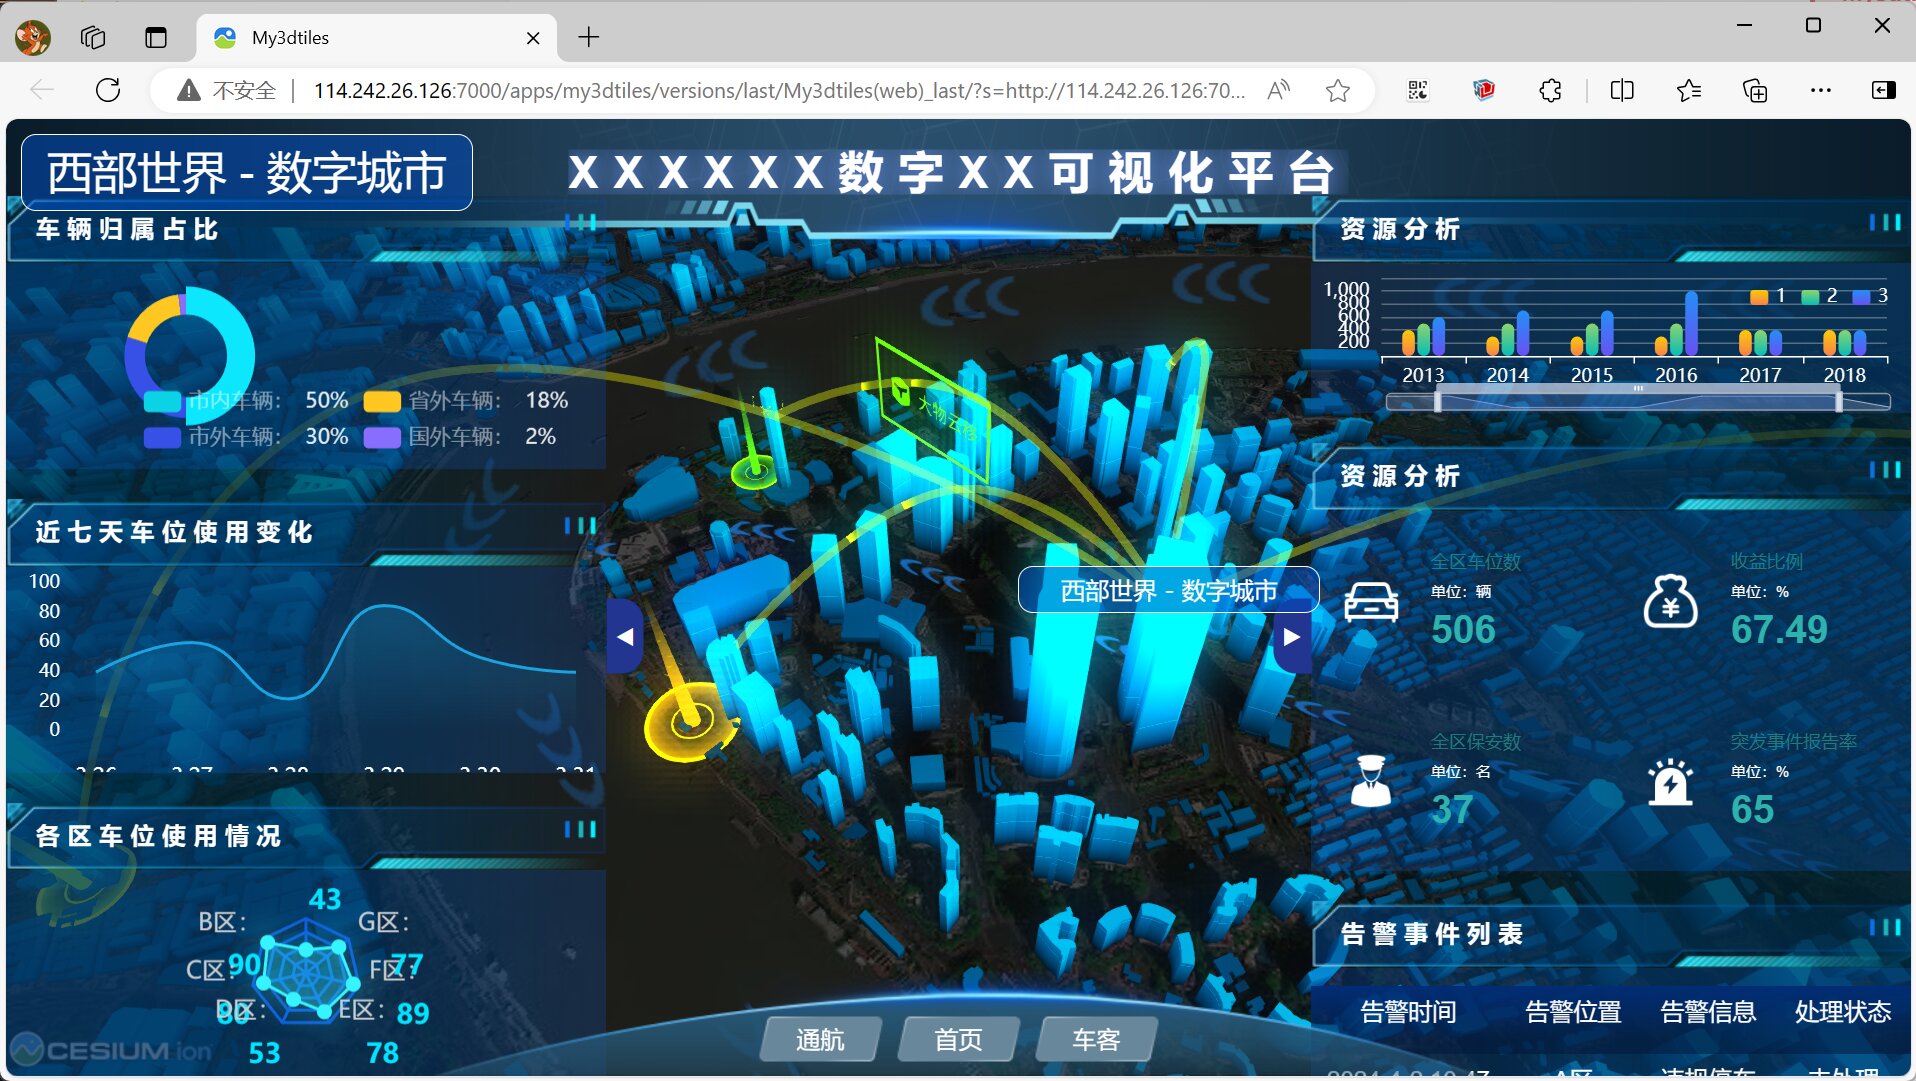 My3dtiles
不安全
114.242.26.126:7000/apps/my3dtiles/versions/last/My3dtiles(web)_last/?s=http://114.242.26.126:70...
西部世界 - 数字城市
XXXXXX数字XX可视化平台
车辆归属占比
市内车辆: 50%
省外车辆: 18%
市外车辆: 30%
国外车辆: 2%
近七天车位使用变化
100
80
60
40
20
0
各区车位使用情况
43
B区:
G区:
C区:
90
F区:
77
E区:
89
53
78
CESIUM ion
大物云移
西部世界 - 数字城市
通航
首页
车客
资源分析
1,000
800
600
400
200
1 2 3
2013 2014 2015 2016 2017 2018
资源分析
全区车位数
单位: 辆
506
收益比例
单位: %
67.49
全区保安数
单位: 名
37
突发事件报告率
单位: %
65
告警事件列表
告警时间 告警位置 告警信息 处理状态